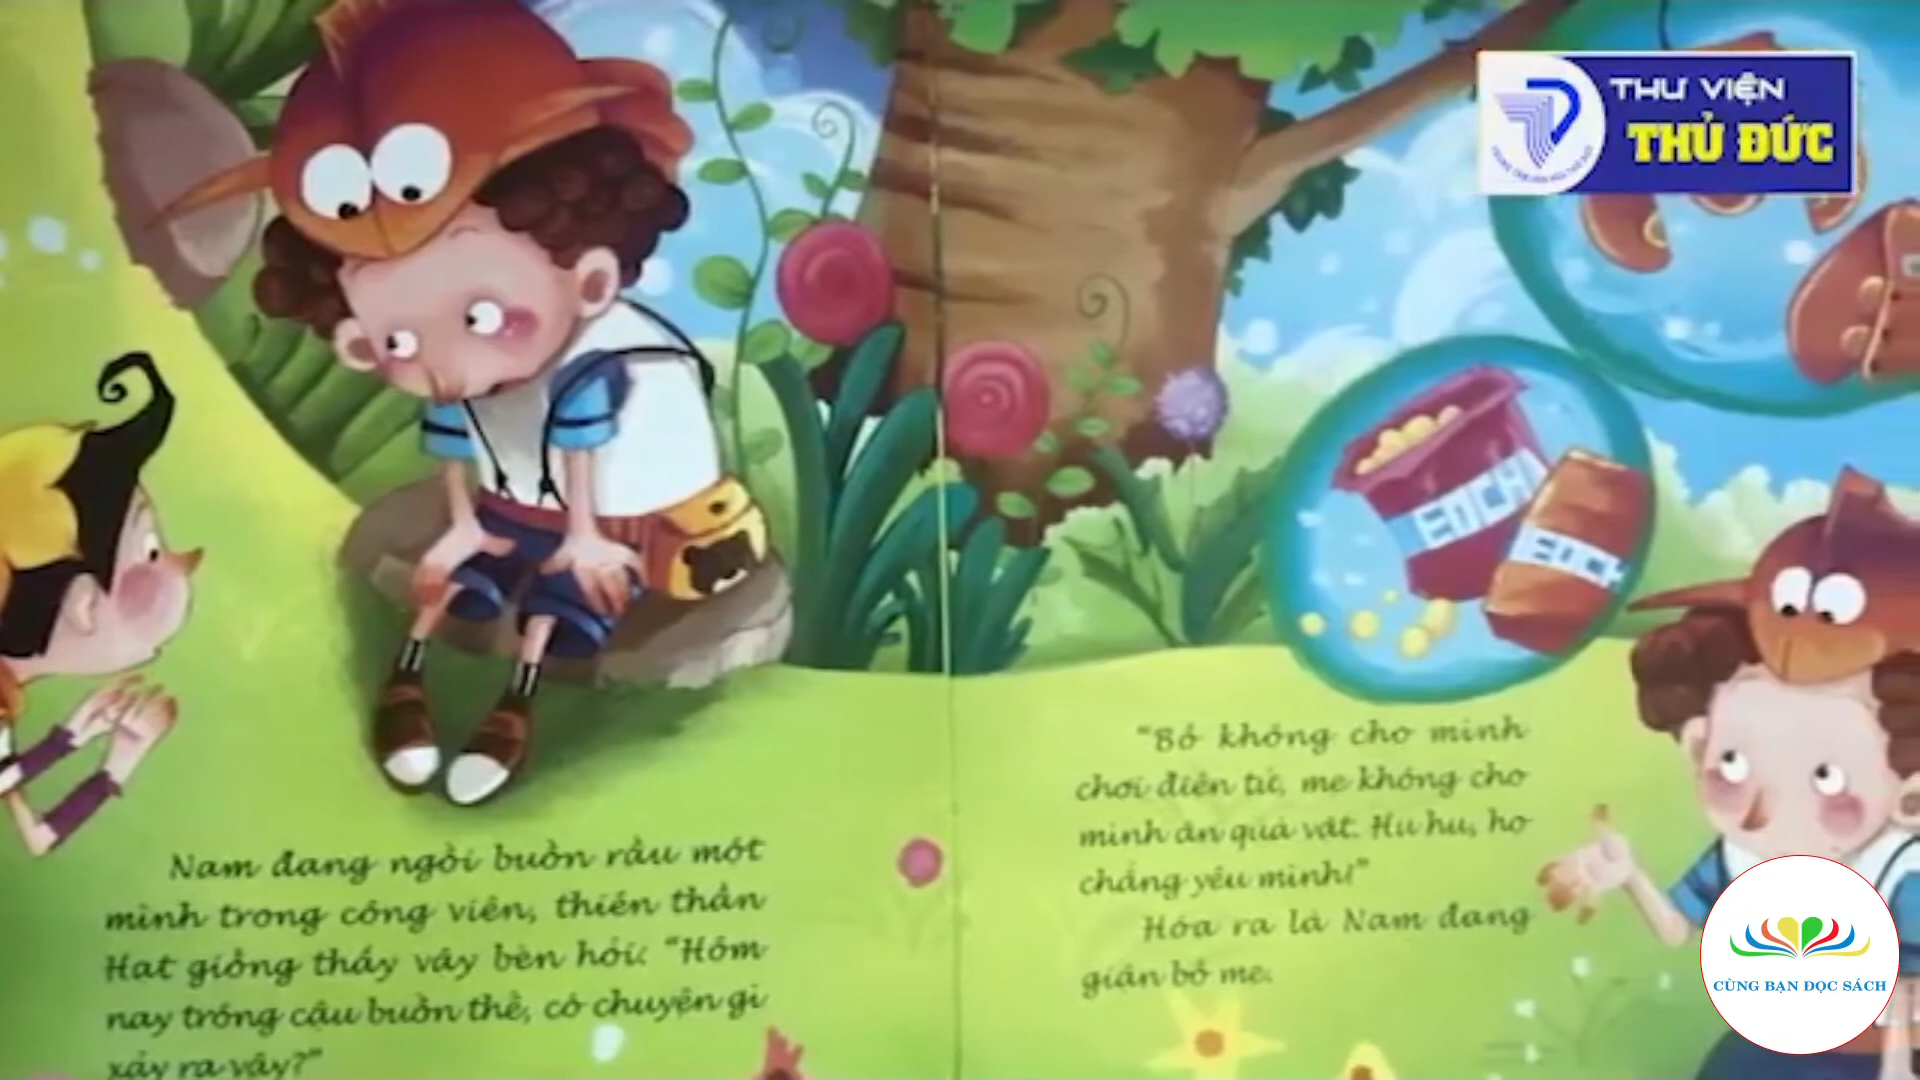 THƯ VIỆN
THỦ ĐỨC
Nam đang ngồi buồn rầu một
mình trong công viên, thiên thần
Hạt giống thấy vậy bèn hỏi: “Hôm
nay trông cậu buồn thế, có chuyện gì
xảy ra vậy?”
“Bố không cho mình
chơi điện tử, mẹ không cho
mình ăn quà vặt. Hu hu, họ
chẳng yêu mình!”
Hóa ra là Nam đang
giận bố mẹ.
CÙNG BẠN ĐỌC SÁCH